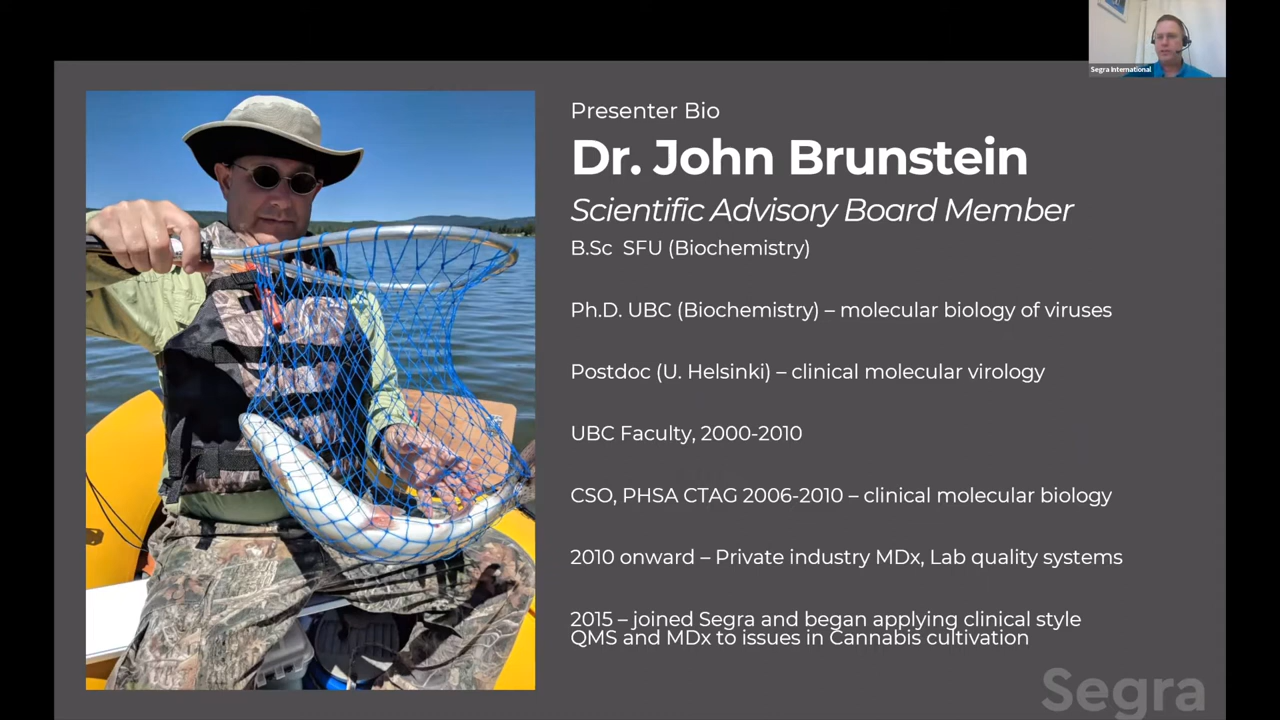 Segra International
Presenter Bio
Dr. John Brunstein
Scientific Advisory Board Member
B.Sc SFU (Biochemistry)
Ph.D. UBC (Biochemistry) – molecular biology of viruses
Postdoc (U. Helsinki) – clinical molecular virology
UBC Faculty, 2000-2010
CSO, PHSA CTAG 2006-2010 – clinical molecular biology
2010 onward – Private industry MDx, Lab quality systems
2015 – joined Segra and began applying clinical style
QMS and MDx to issues in Cannabis cultivation
Segra